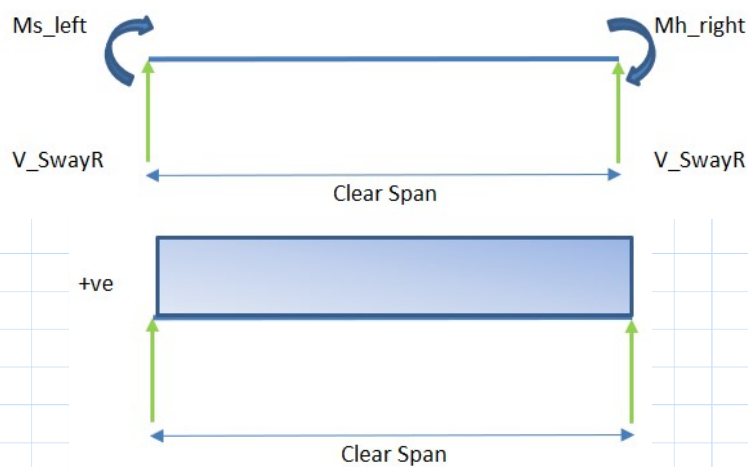 Ms_left
Mh_right
V_SwayR
V_SwayR
Clear Span
+ve
Clear Span